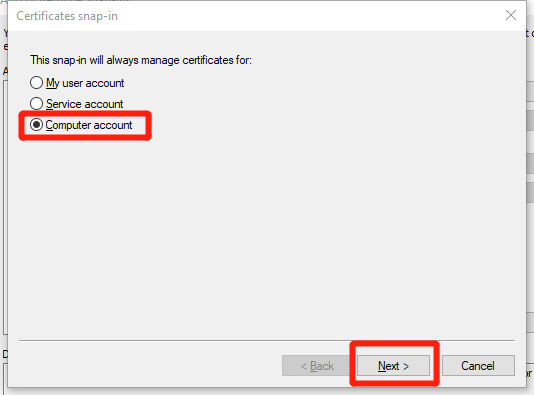 Certificates snap-in
This snap-in will always manage certificates for:
My user account
Service account
Computer account
< Back
Next >
Cancel